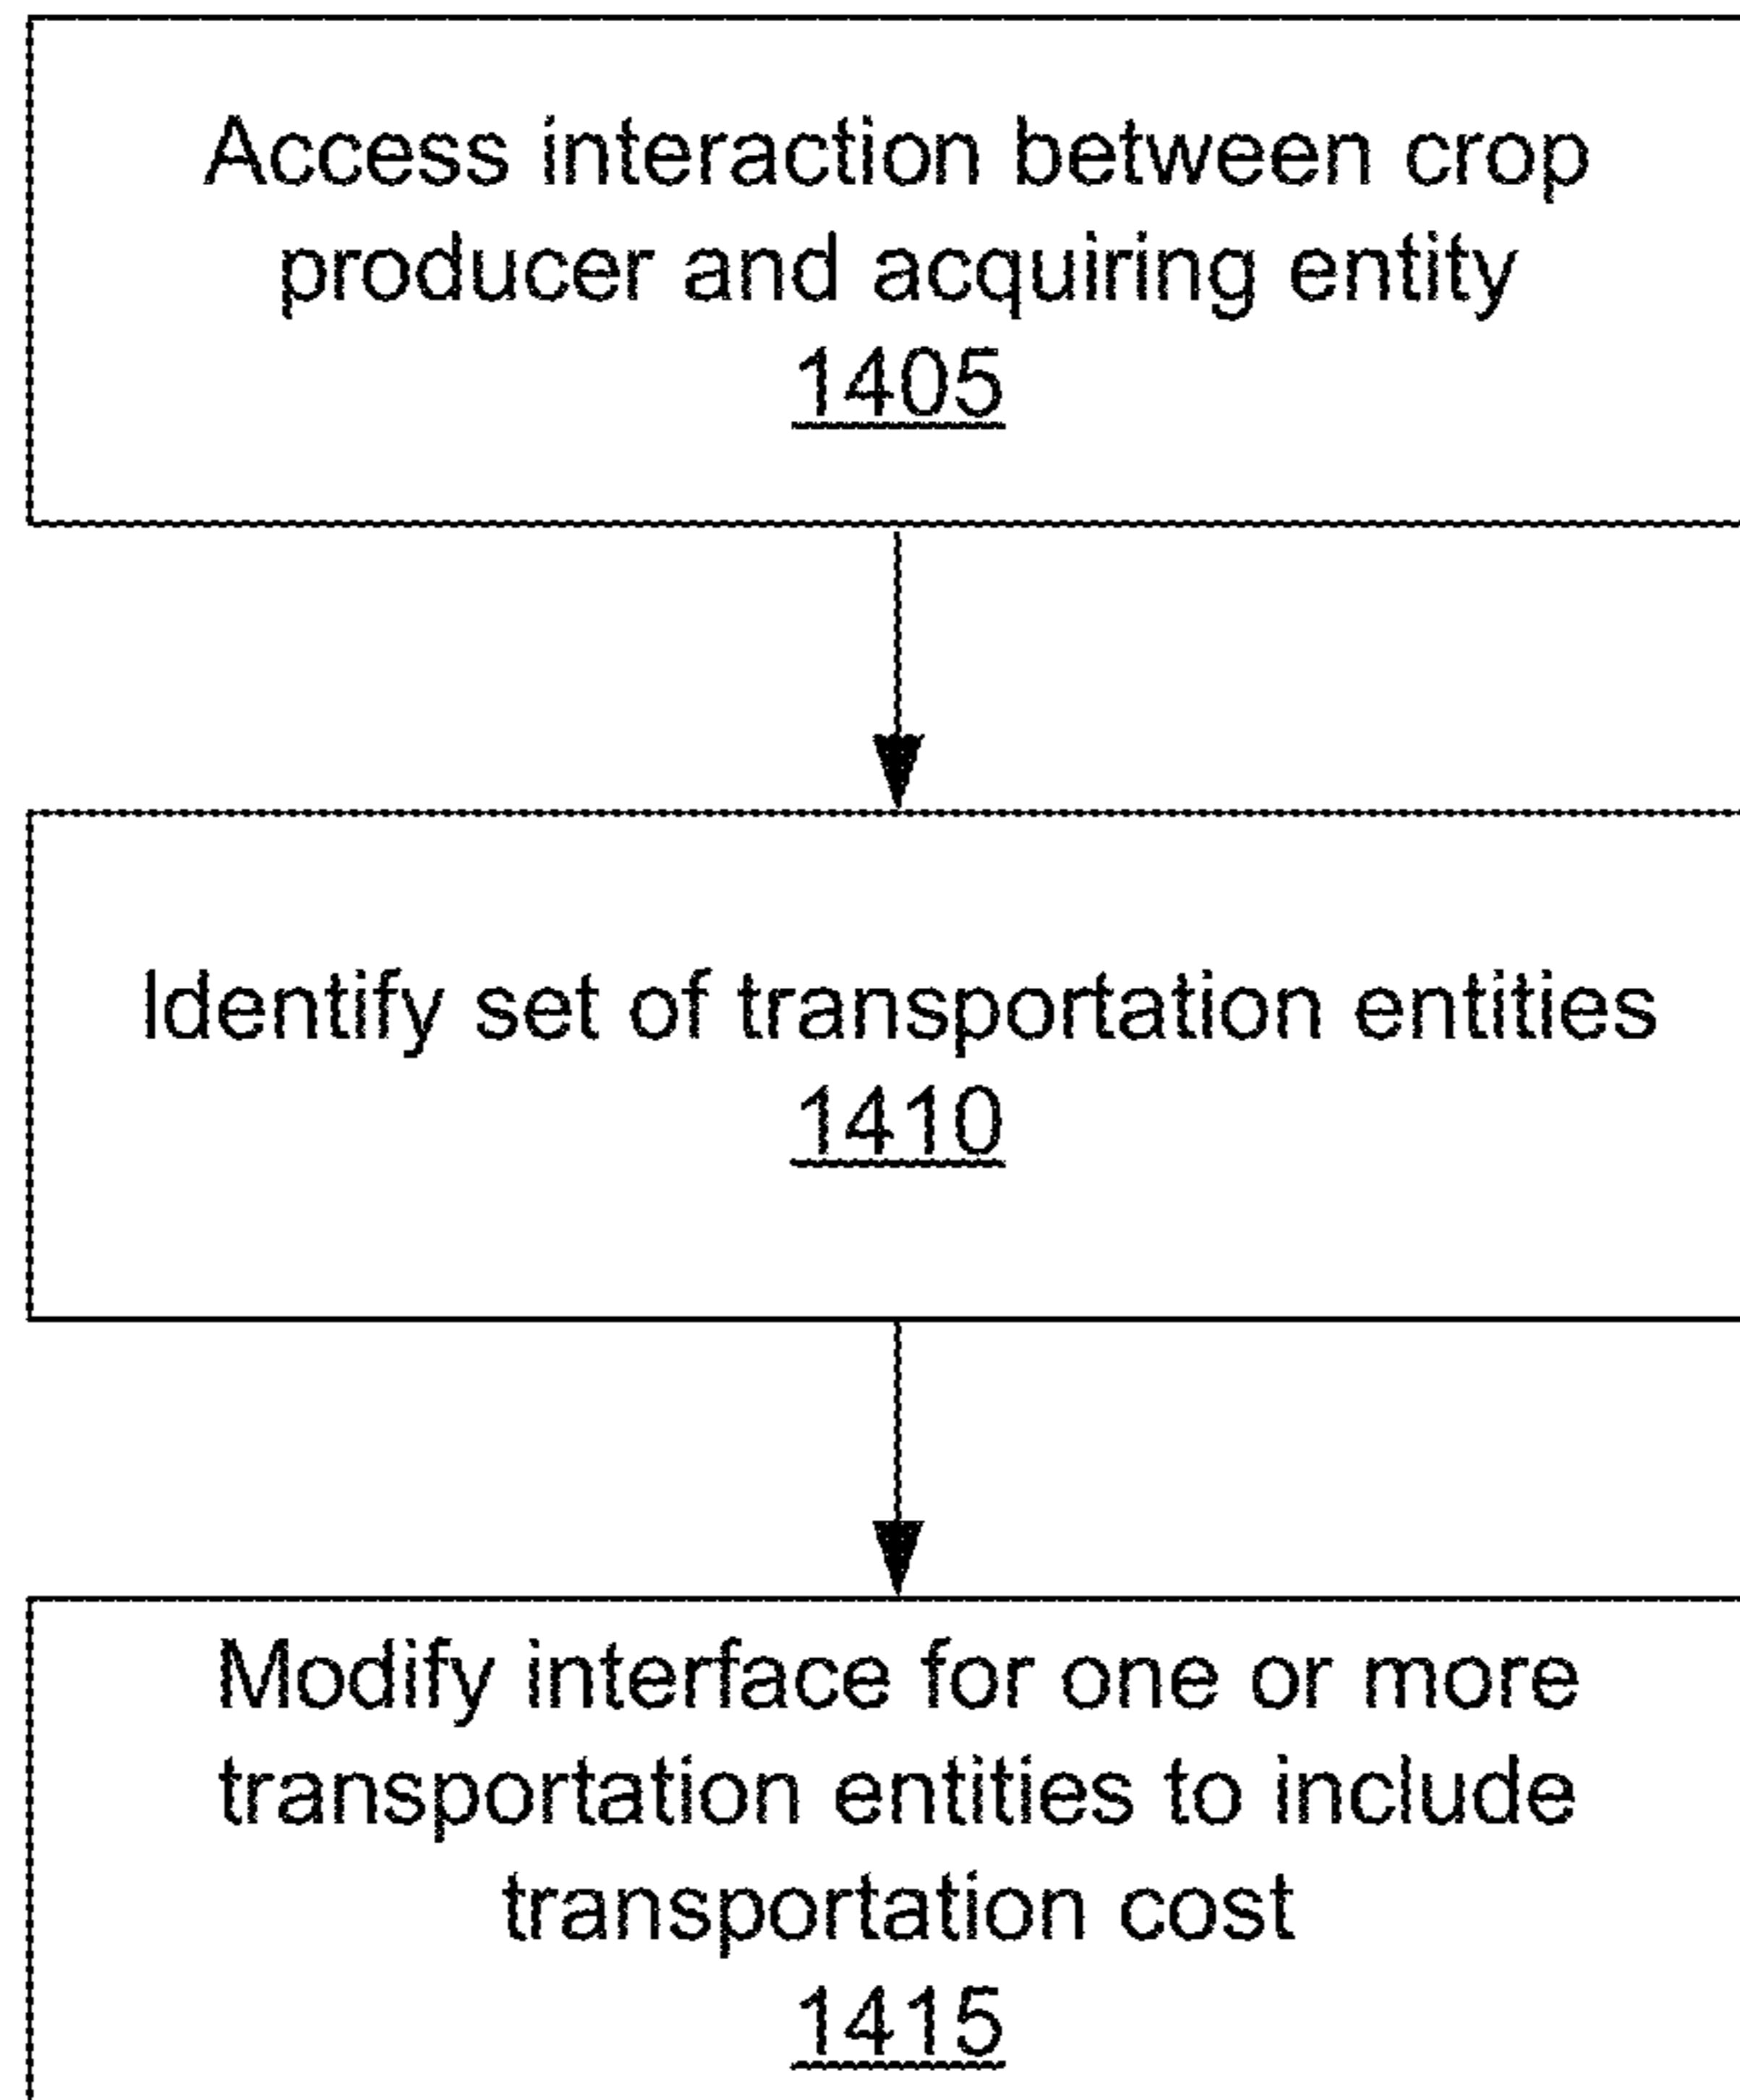 Access interaction between crop
producer and acquiring entity
1405
Identify set of transportation entities
1410
Modify interface for one or more
transportation entities to include
transportation cost
1415